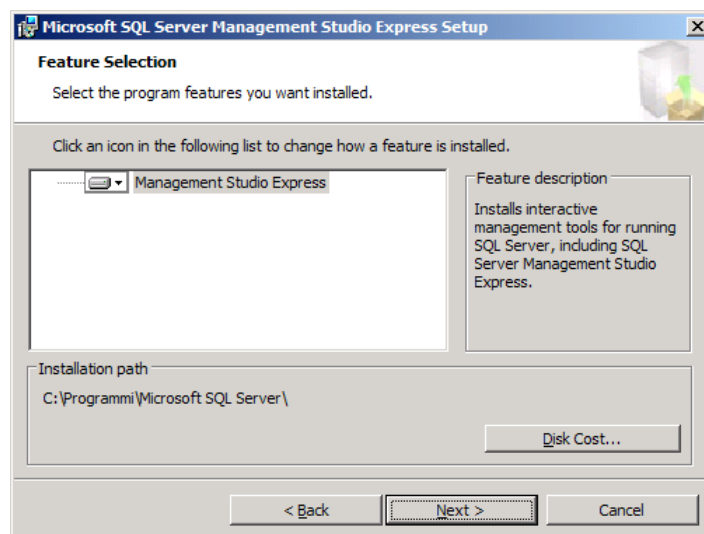 Microsoft SQL Server Management Studio Express Setup
Feature Selection
Select the program features you want installed.
Click an icon in the following list to change how a feature is installed.
Management Studio Express
Feature description
Installs interactive
management tools for running
SQL Server, including SQL
Server Management Studio
Express.
Installation path
C:\Programmi\Microsoft SQL Server\
Disk Cost...
< Back
Next >
Cancel